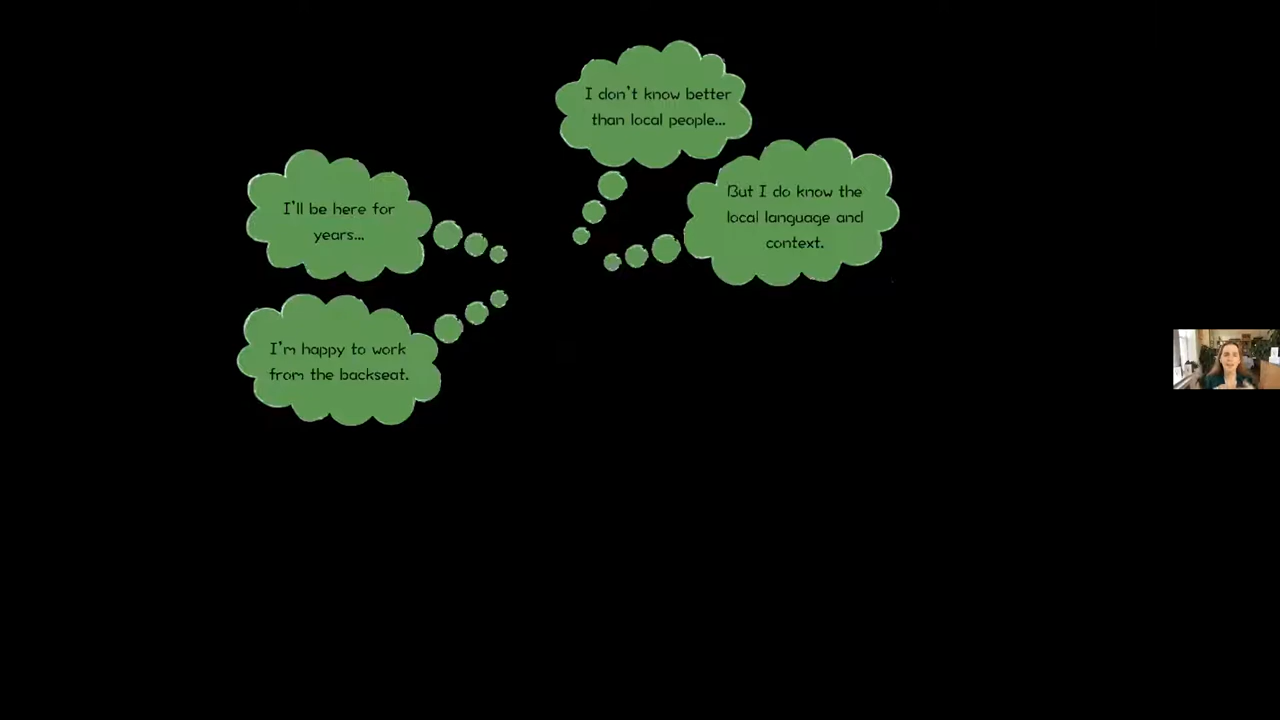 I don't know better
than local people...
But I do know the
local language and
context.
I'll be here for
years...
I'm happy to work
from the backseat.